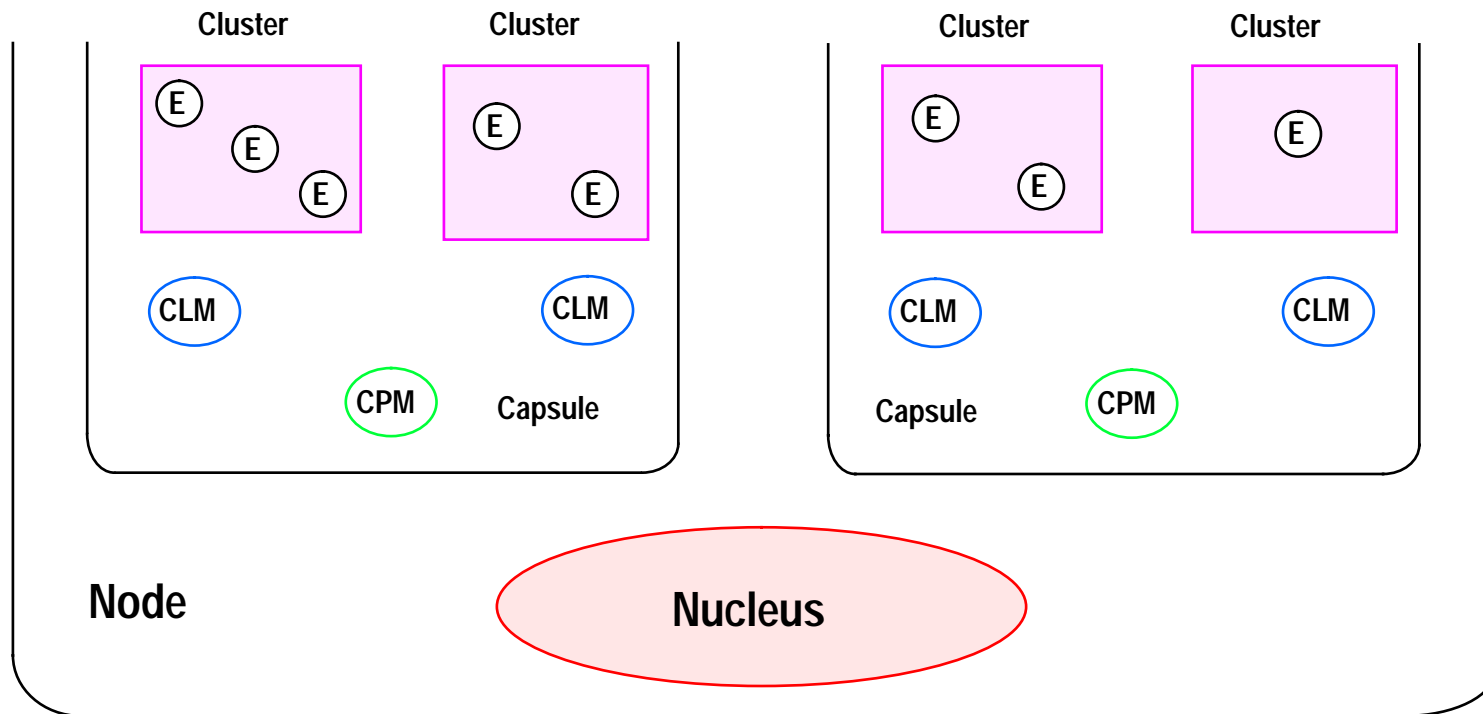 Cluster
Cluster
Cluster
Cluster
E
E
E
E
E
E
E
E
CLM
CLM
CLM
CLM
CPM
Capsule
Capsule
CPM
Node
Nucleus